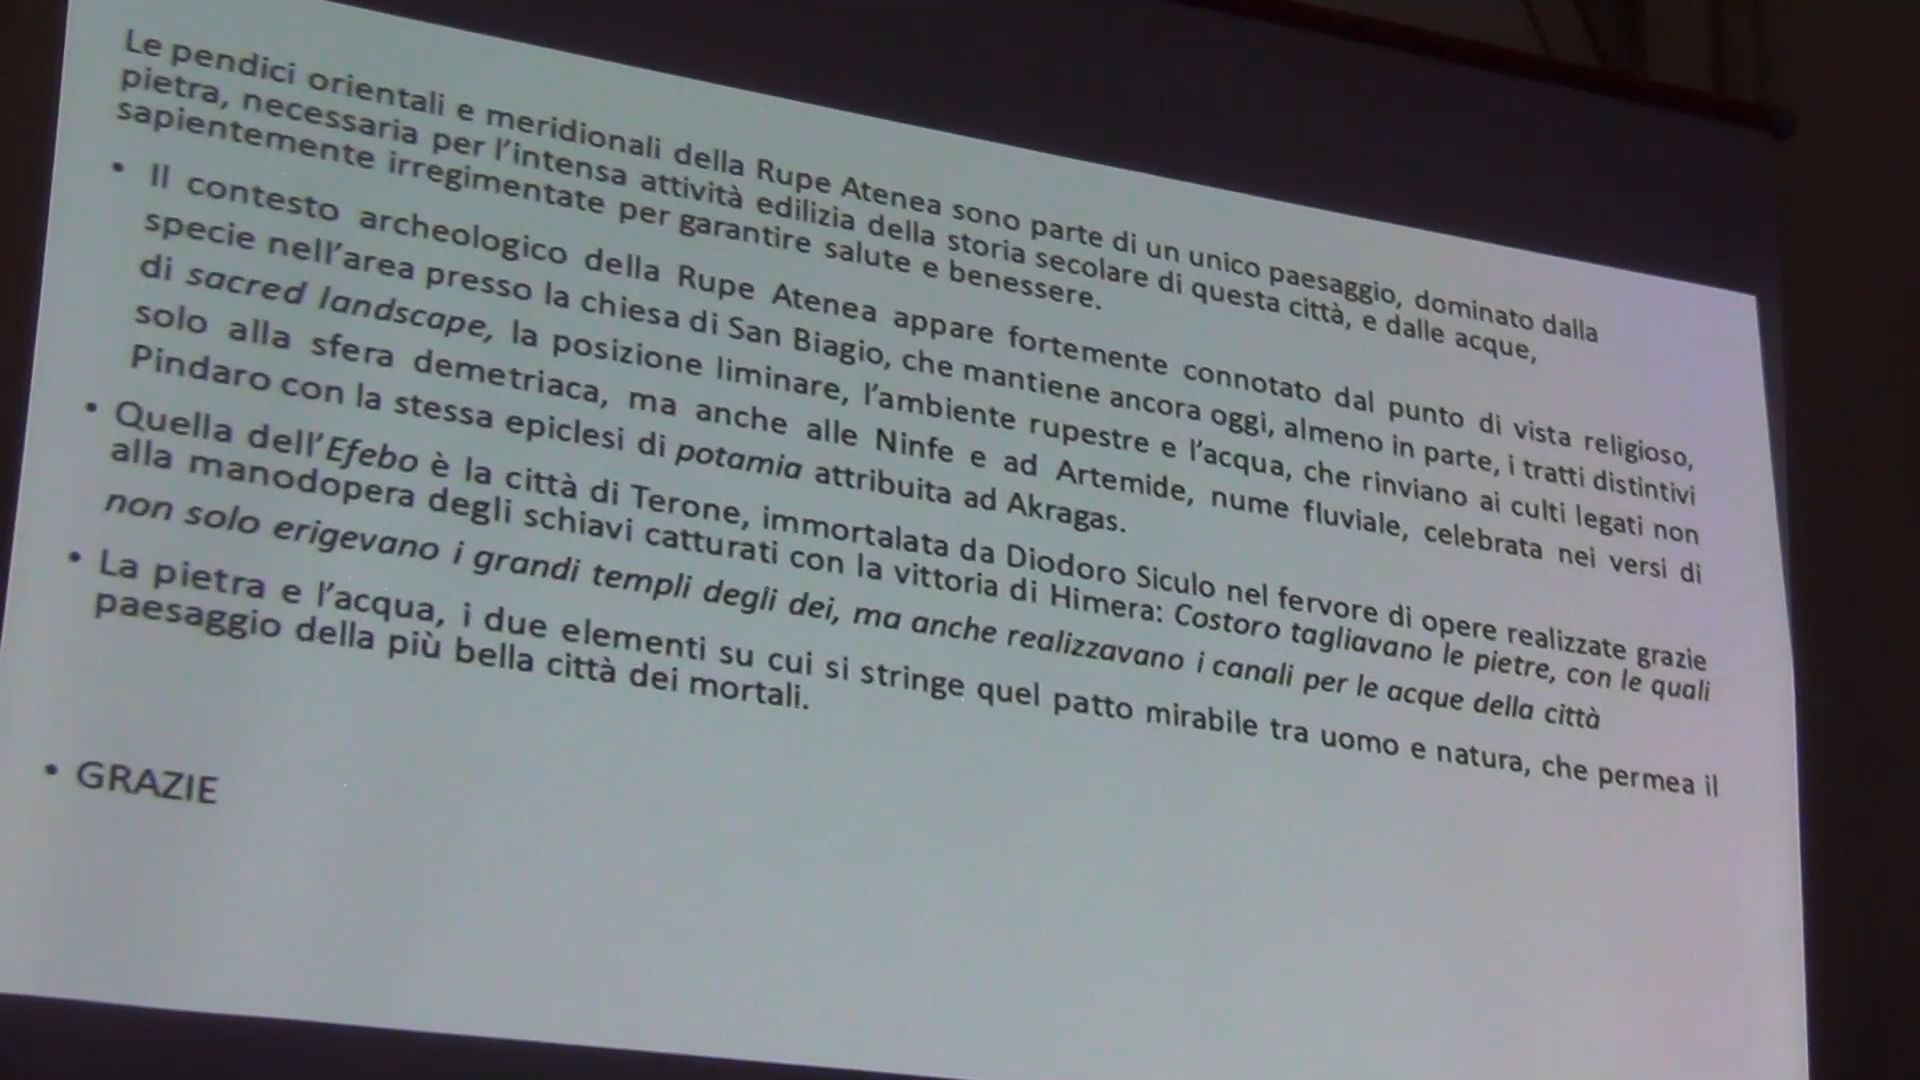 Le pendici orientali e meridionali della Rupe Atenea sono parte di un unico paesaggio, dominato dalla
pietra, necessaria per l'intensa attività edilizia della storia secolare di questa città, e dalle acque,
sapientemente irregimentate per garantire salute e benessere.
• Il contesto archeologico della Rupe Atenea appare fortemente connotato dal punto di vista religioso,
specie nell'area presso la chiesa di San Biagio, che mantiene ancora oggi, almeno in parte, i tratti distintivi
di sacred landscape, la posizione liminare, l'ambiente rupestre e l'acqua, che rinviano ai culti legati non
solo alla sfera demetriaca, ma anche alle Ninfe e ad Artemide, nume fluviale, celebrata nei versi di
Pindaro con la stessa epiclesi di potamia attribuita ad Akragas.
• Quella dell'Efebo è la città di Terone, immortalata da Diodoro Siculo nel fervore di opere realizzate grazie
alla manodopera degli schiavi catturati con la vittoria di Himera: Costoro tagliavano le pietre, con le quali
non solo erigevano i grandi templi degli dei, ma anche realizzavano i canali per le acque della città
• La pietra e l'acqua, i due elementi su cui si stringe quel patto mirabile tra uomo e natura, che permea il
paesaggio della più bella città dei mortali.
• GRAZIE